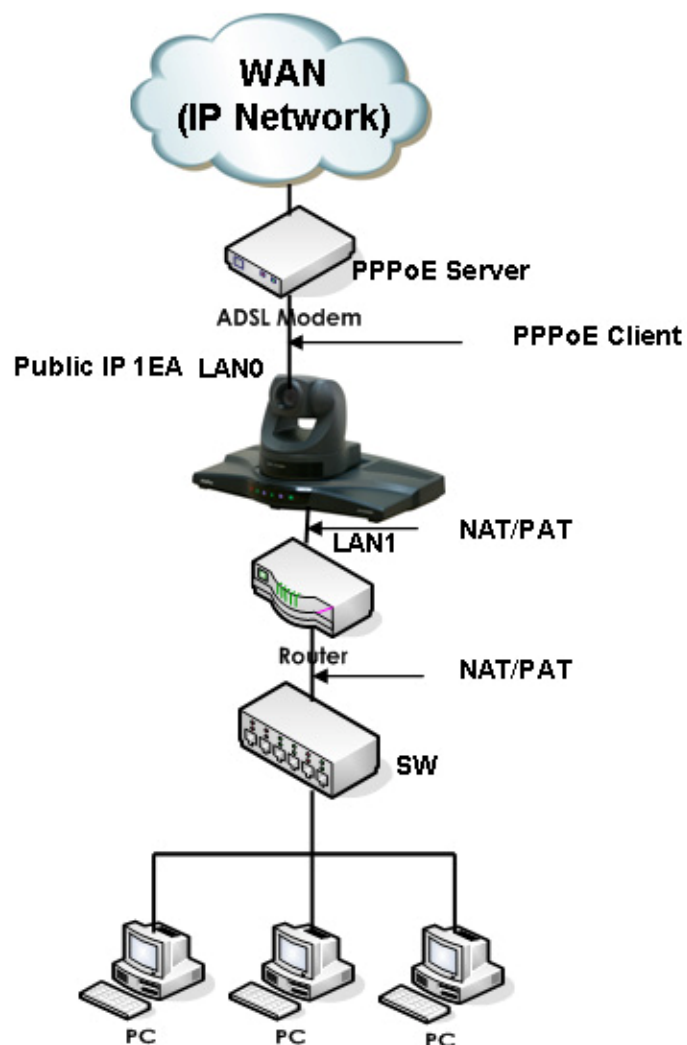 WAN
(IP Network)
PPPoE Server
ADSL Modem
PPPoE Client
Public IP 1EA LAN0
NAT/PAT
LAN1
Router
NAT/PAT
SW
PC
PC
PC